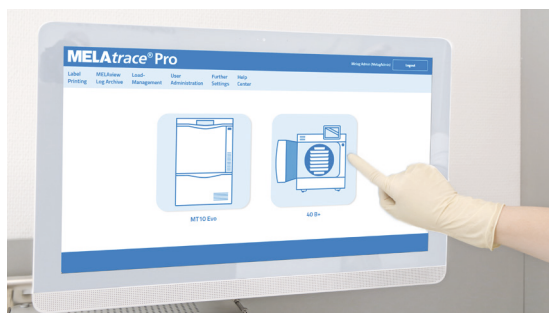 MELAtrace® Pro
Logout
Label Printing
MELAview Log Archive
Load-Management
User Administration
Further Settings
Help Center
MT10 Evo
40 B+